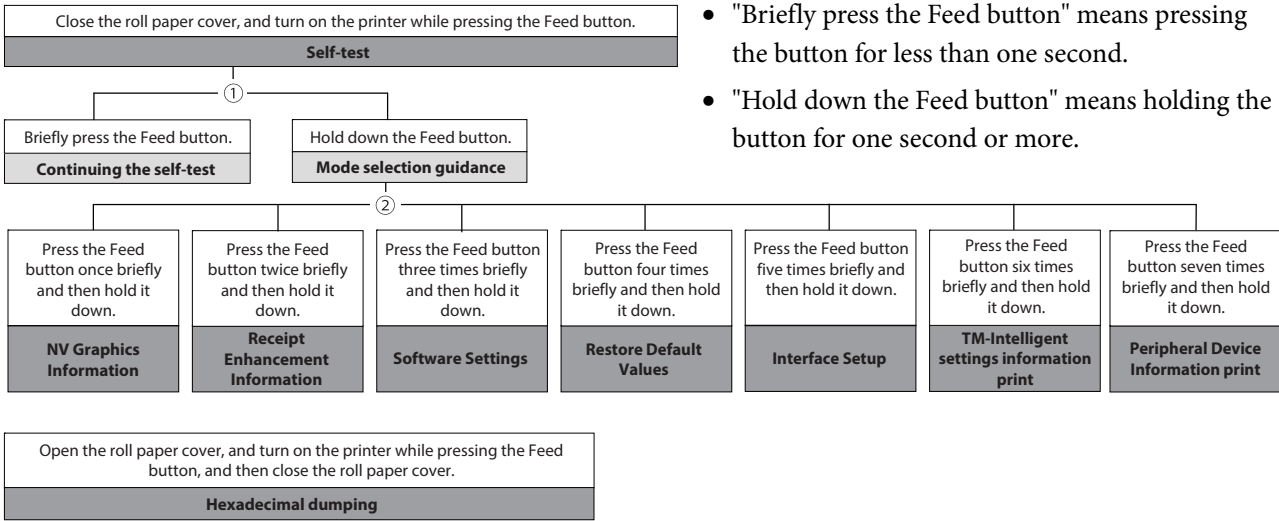 Close the roll paper cover, and turn on the printer while pressing the Feed button.
Self-test
• "Briefly press the Feed button" means pressing
the button for less than one second.
• "Hold down the Feed button" means holding the
button for one second or more.
①
Briefly press the Feed button.
Continuing the self-test
Hold down the Feed button.
Mode selection guidance
②
Press the Feed
button once briefly
and then hold it
down.
NV Graphics
Information
Press the Feed
button twice briefly
and then hold it
down.
Receipt
Enhancement
Information
Press the Feed button
three times briefly
and then hold it
down.
Software Settings
Press the Feed
button four times
briefly and then hold
it down.
Restore Default
Values
Press the Feed button
five times briefly and
then hold it down.
Interface Setup
Press the Feed
button six times
briefly and then hold
it down.
TM-Intelligent
settings information
print
Press the Feed
button seven times
briefly and then hold
it down.
Peripheral Device
Information print
Open the roll paper cover, and turn on the printer while pressing the Feed
button, and then close the roll paper cover.
Hexadecimal dumping